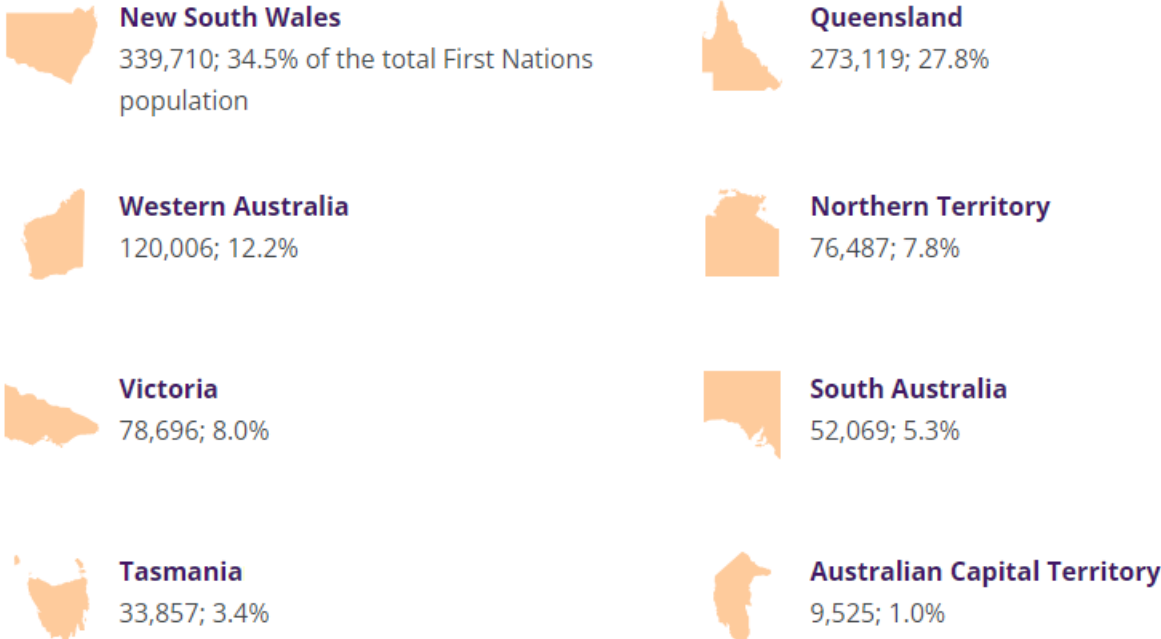 New South Wales
339,710; 34.5% of the total First Nations
population
Queensland
273,119; 27.8%
Western Australia
120,006; 12.2%
Northern Territory
76,487; 7.8%
Victoria
78,696; 8.0%
South Australia
52,069; 5.3%
Tasmania
33,857; 3.4%
Australian Capital Territory
9,525; 1.0%